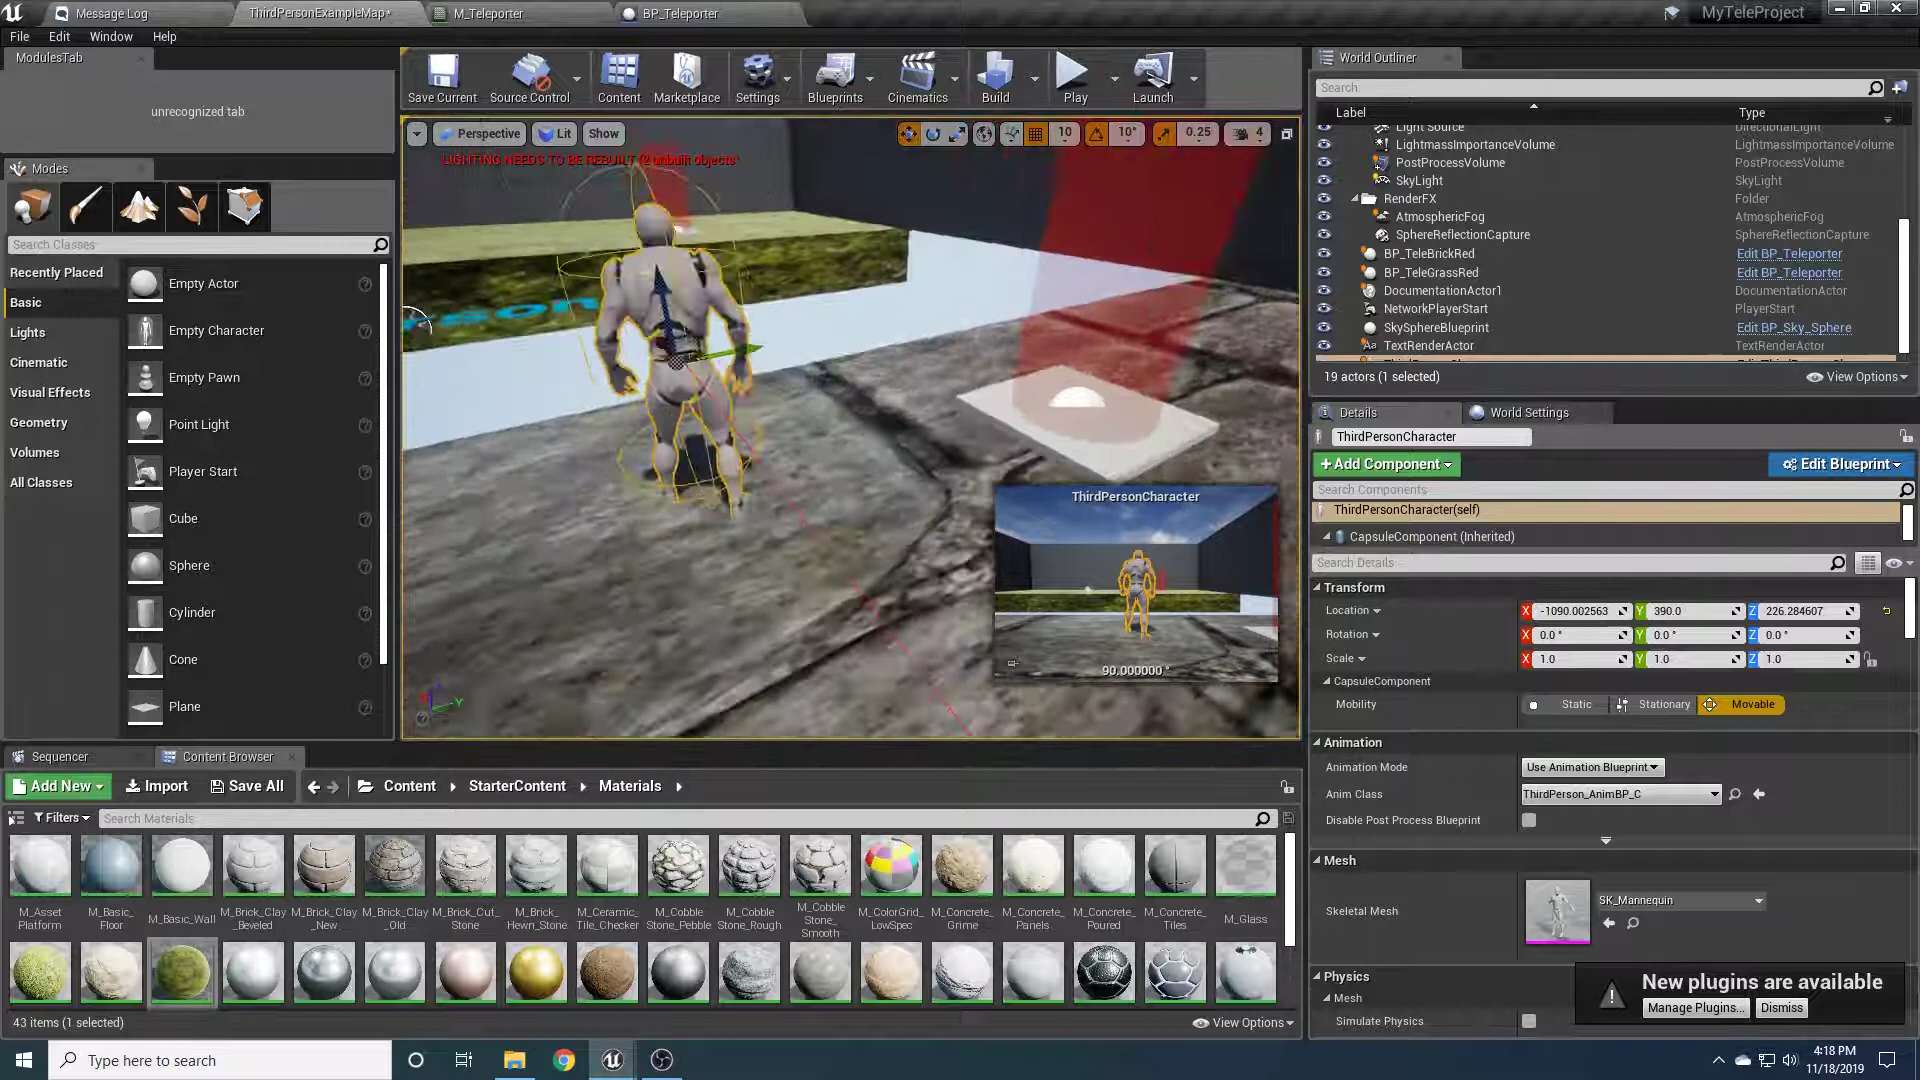 Message Log
ThirdPersonExampleMap*
M_Teleporter
BP_Teleporter
MyTeleProject
File Edit Window Help
ModulesTab
unrecognized tab
Modes
Search Classes
Recently Placed
Basic
Lights
Cinematic
Visual Effects
Geometry
Volumes
All Classes
Empty Actor
Empty Character
Empty Pawn
Point Light
Player Start
Cube
Sphere
Cylinder
Cone
Plane
Save Current
Source Control
Content
Marketplace
Settings
Blueprints
Cinematics
Build
Play
Launch
Perspective Lit Show
10 10° 0.25 4
LIGHTING NEEDS TO BE REBUILT (2 unbuilt objects)
ThirdPersonCharacter
90.000000 °
Y
World Outliner
Search:
Label Type
Light Source DirectionalLight
LightmassImportanceVolume LightmassImportanceVolume
PostProcessVolume PostProcessVolume
SkyLight SkyLight
RenderFX Folder
AtmosphericFog AtmosphericFog
SphereReflectionCapture SphereReflectionCapture
BP_TeleBrickRed Edit BP_Teleporter
BP_TeleGrassRed Edit BP_Teleporter
DocumentationActor1 DocumentationActor
NetworkPlayerStart PlayerStart
SkySphereBlueprint Edit BP_Sky_Sphere
TextRenderActor TextRenderActor
19 actors (1 selected)
View Options
Details
World Settings
ThirdPersonCharacter
+Add Component
Edit Blueprint
Search Components
ThirdPersonCharacter(self)
CapsuleComponent (Inherited)
Search Details
Transform
Location X -1090.002563 Y 390.0 Z 226.284607
Rotation X 0.0 ° Y 0.0 ° Z 0.0 °
Scale X 1.0 Y 1.0 Z 1.0
CapsuleComponent
Mobility Static Stationary Movable
Animation
Animation Mode Use Animation Blueprint
Anim Class ThirdPerson_AnimBP_C
Disable Post Process Blueprint
Mesh
Skeletal Mesh SK_Mannequin
Physics
Mesh
Simulate Physics
New plugins are available
Manage Plugins... Dismiss
Sequencer
Content Browser
Add New Import Save All Content StarterContent Materials
Filters Search Materials
M_Asset
Platform
M_Basic_
Floor
M_Basic_Wall
M_Brick_Clay
_Beveled
M_Brick_Clay
_New
M_Brick_Clay
_Old
M_Brick_Cut_
Stone
M_Brick_
Hewn_Stone
M_Ceramic_
Tile_Checker
M_Cobble
Stone_Pebble
M_Cobble
Stone_Rough
M_Cobble
Stone_
Smooth
M_ColorGrid_
LowSpec
M_Concrete_
Grime
M_Concrete_
Panels
M_Concrete_
Poured
M_Concrete_
Tiles
M_Glass
43 items (1 selected)
View Options
Type here to search
4:18 PM
11/18/2019